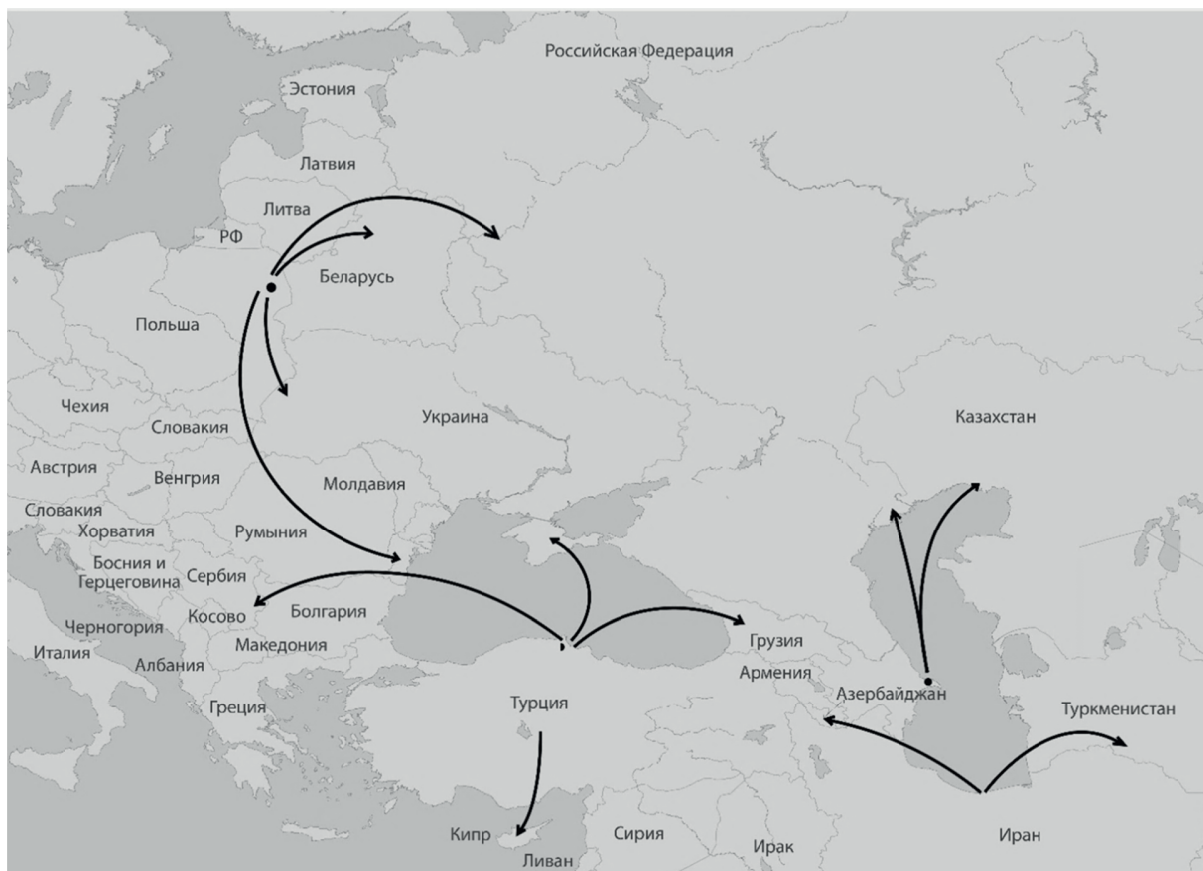 Российская Федерация
Эстония
Латвия
Литва
РФ
Беларусь
Польша
Чехия
Украина
Казахстан
Словакия
Австрия
Венгрия
Молдавия
Словакия
Хорватия
Румыния
Босния и
Герцеговина
Сербия
Косово
Болгария
Черногория
Македония
Грузия
Италия
Албания
Армения
Азербайджан
Греция
Турция
Туркменистан
Кипр
Сирия
Иран
Ирак
Ливан